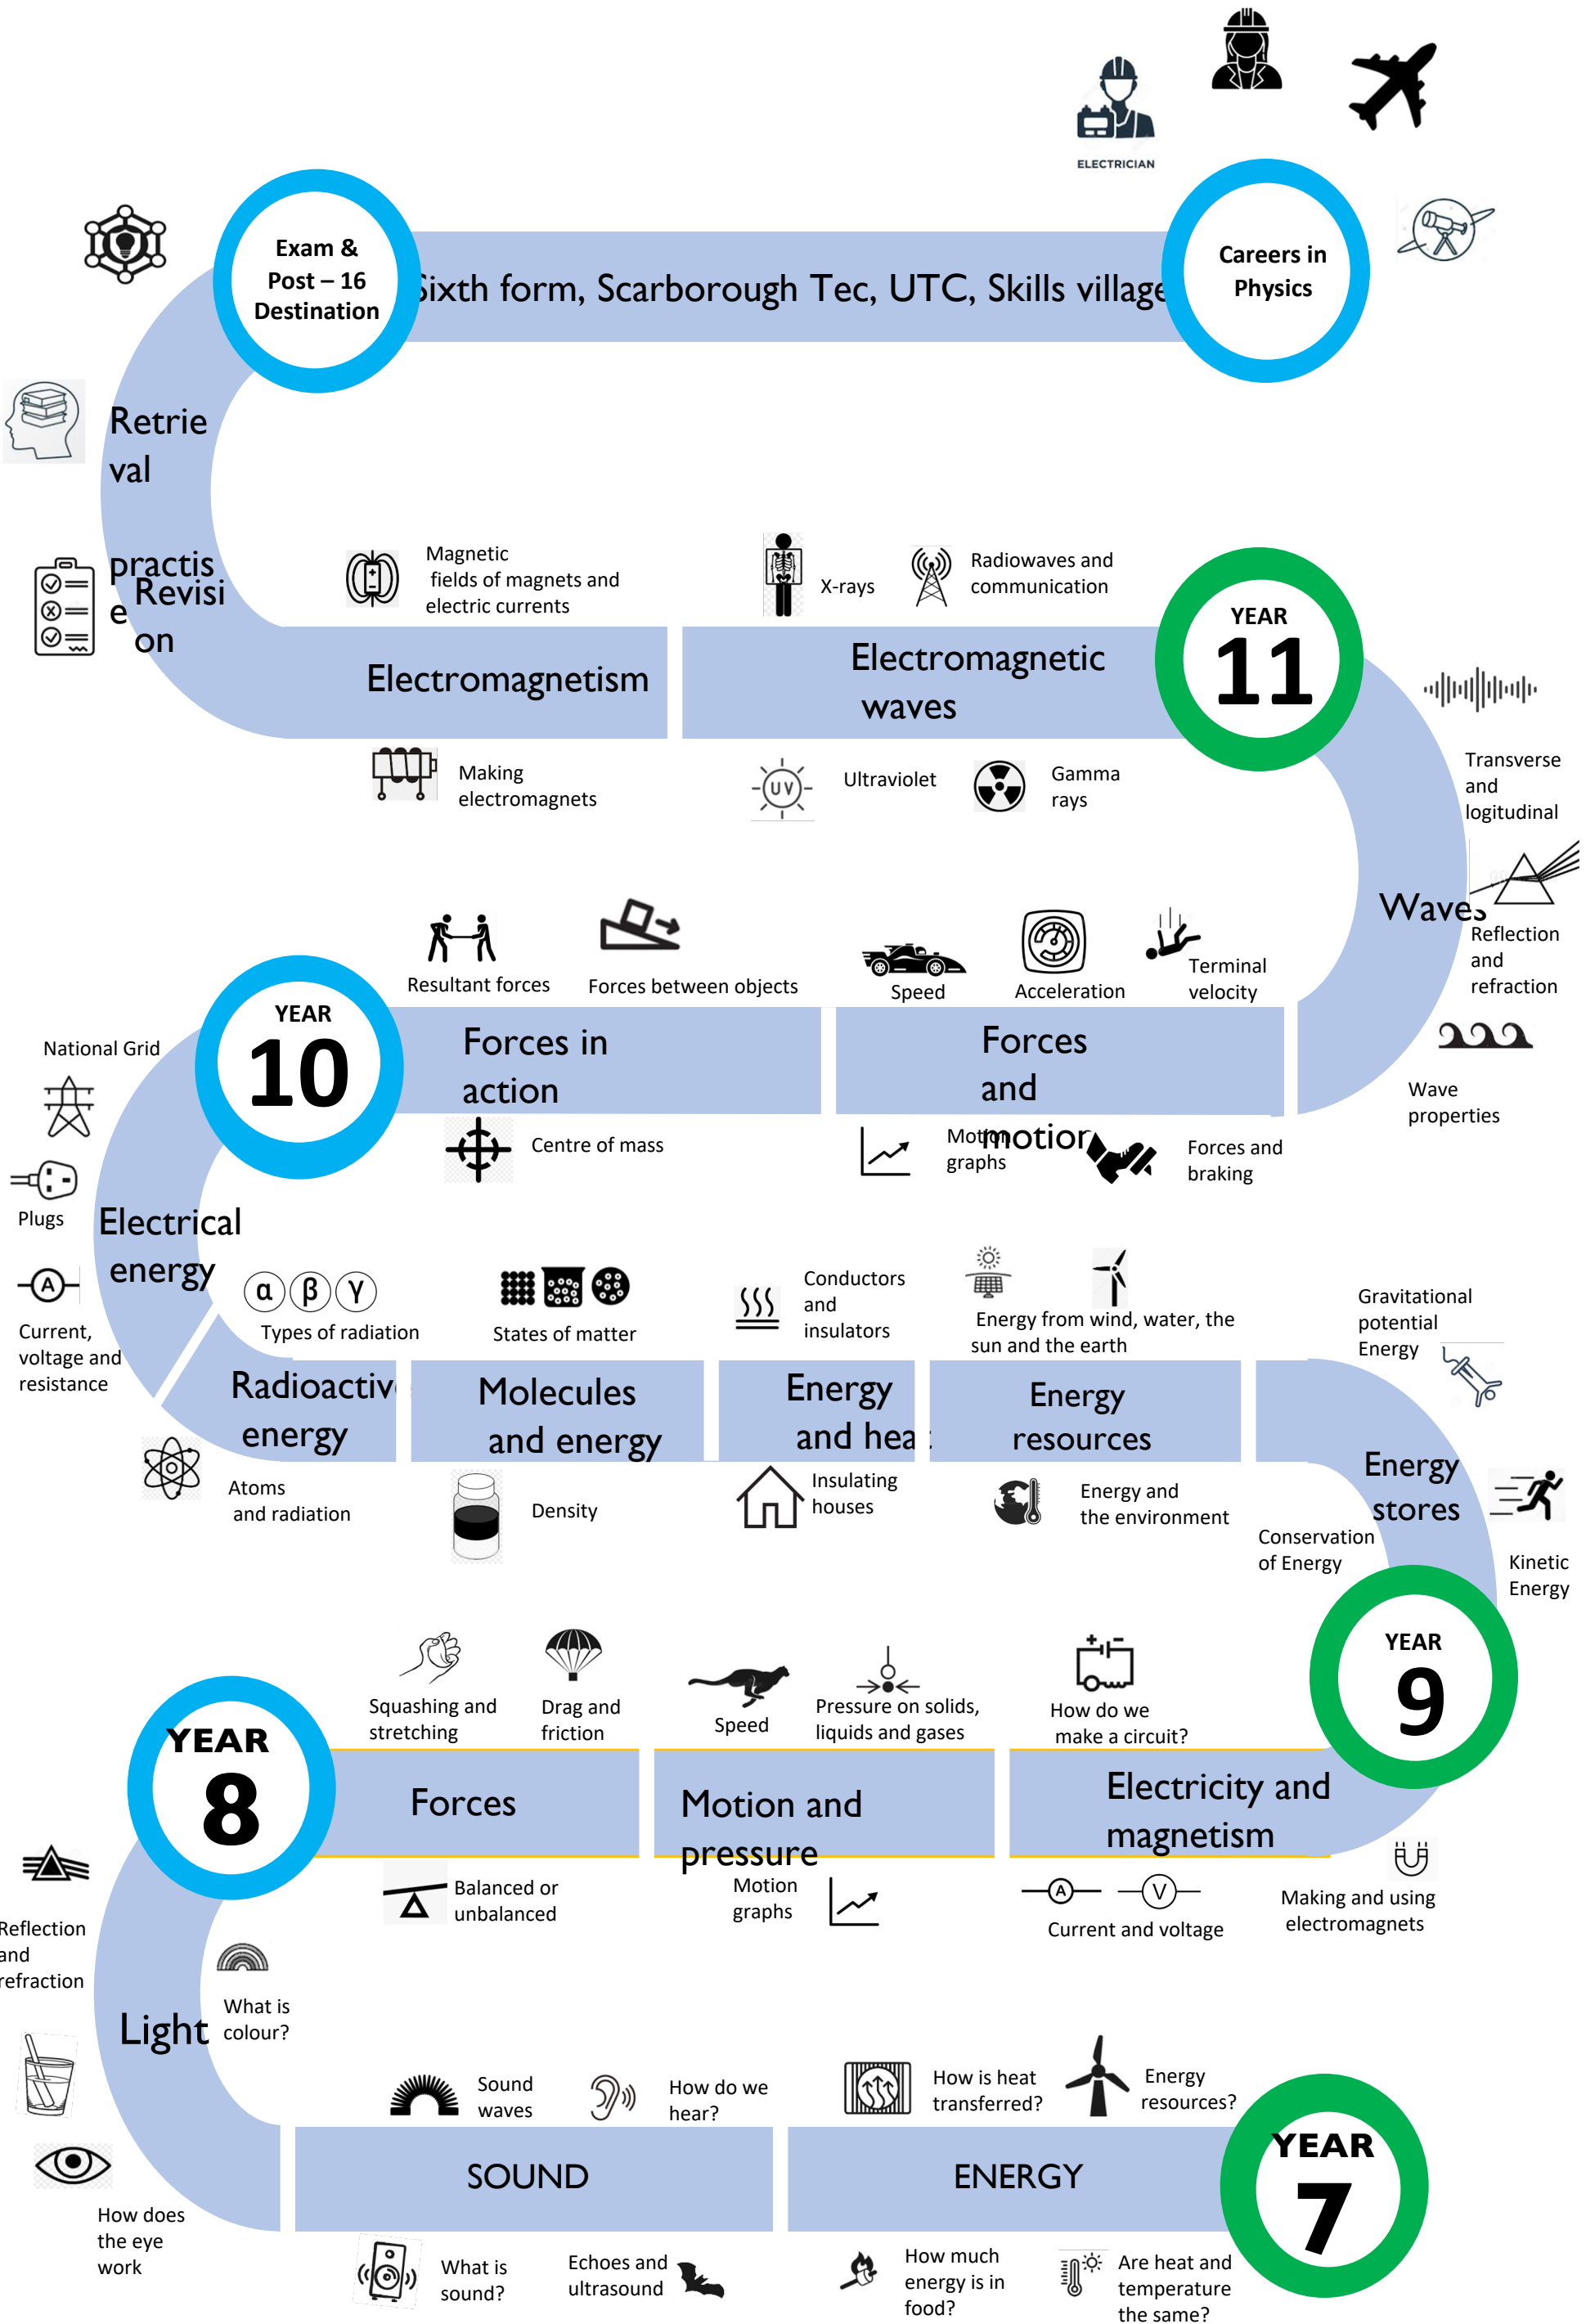 ELECTRICIAN
Exam &
Post – 16
Destination
Sixth form, Scarborough Tec, UTC, Skills village
Careers in
Physics
Retrie
val
practis
e
Revisi
on
Magnetic
fields of magnets and
electric currents
X-rays
Radiowaves and
communication
Electromagnetism
Electromagnetic
waves
YEAR
11
Making
electromagnets
UV
Ultraviolet
Gamma
rays
Transverse
and
logitudinal
Waves
Reflection
and
refraction
Wave
properties
Resultant forces
Forces between objects
Speed
Acceleration
Terminal
velocity
YEAR
10
Forces in
action
Forces
and
motion
Centre of mass
Motion
graphs
Forces and
braking
National Grid
Plugs
Electrical
energy
A
Current,
voltage and
resistance
α β γ
Types of radiation
States of matter
Conductors
and
insulators
Energy from wind, water, the
sun and the earth
Gravitational
potential
Energy
Radioactive
energy
Molecules
and energy
Energy
and heat
Energy
resources
Energy
stores
Atoms
and radiation
Density
Insulating
houses
Energy and
the environment
Conservation
of Energy
Kinetic
Energy
YEAR
9
Squashing and
stretching
Drag and
friction
Speed
Pressure on solids,
liquids and gases
How do we
make a circuit?
YEAR
8
Forces
Motion and
pressure
Electricity and
magnetism
Balanced or
unbalanced
Motion
graphs
A V
Current and voltage
Making and using
electromagnets
Reflection
and
refraction
What is
colour?
Light
How does
the eye
work
Sound
waves
How do we
hear?
How is heat
transferred?
Energy
resources?
SOUND
ENERGY
YEAR
7
What is
sound?
Echoes and
ultrasound
How much
energy is in
food?
Are heat and
temperature
the same?